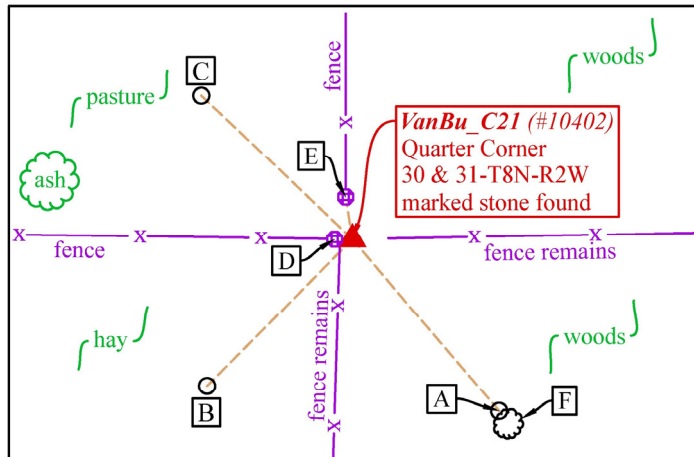 C
pasture
fence
woods
VanBu_C21 (#10402)
Quarter Corner
30 & 31-T8N-R2W
marked stone found
E
ash
x
x
x
x
x
x
x
fence
D
fence remains
x
hay
fence remains
woods
B
A
F
x